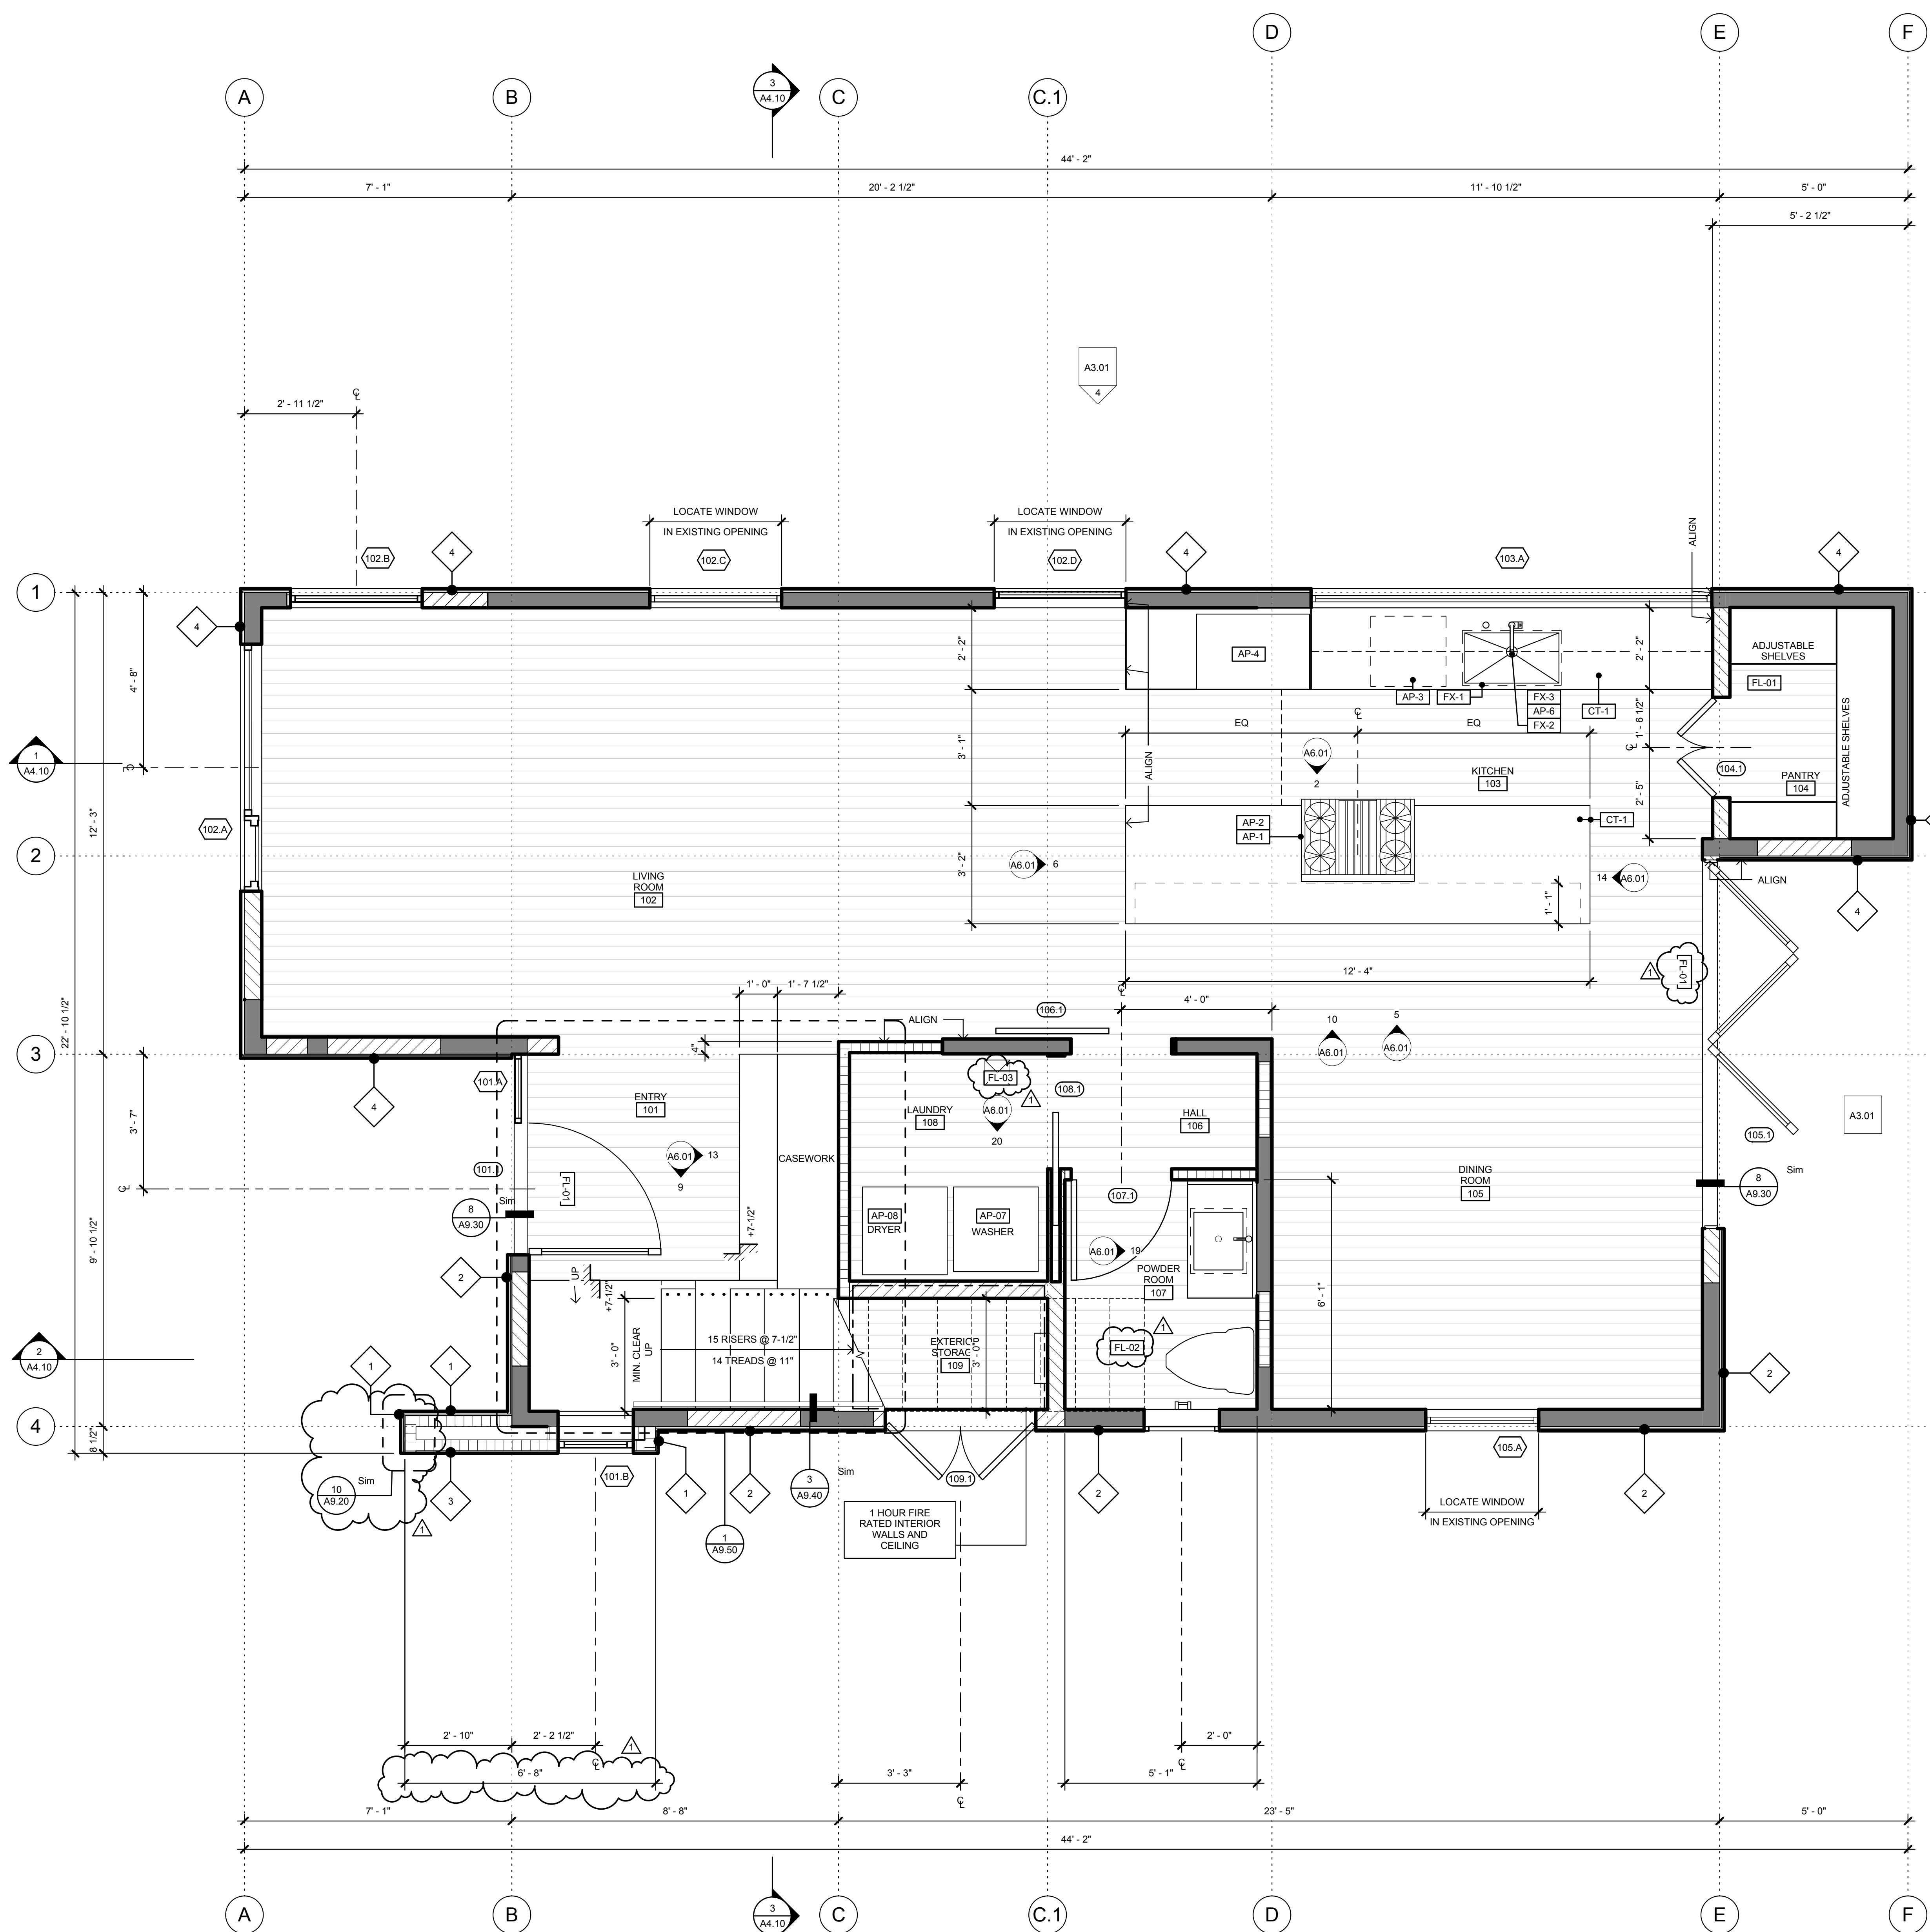 D
E
F
A
B
3
A4.10
C
C.1
44' - 2"
7' - 1"
20' - 2 1/2"
11' - 10 1/2"
5' - 0"
5' - 2 1/2"
A3.01
4
2' - 11 1/2"
LOCATE WINDOW
IN EXISTING OPENING
LOCATE WINDOW
IN EXISTING OPENING
ALIGN
102.B
4
102.C
102.D
4
103.A
4
1
4
4' - 8"
2' - 2"
AP-4
2' - 2"
ADJUSTABLE
SHELVES
FL-01
AP-3
FX-1
FX-3
AP-6
FX-2
CT-1
EQ
EQ
1' - 6 1/2"
ADJUSTABLE SHELVES
1
A4.10
3' - 1"
ALIGN
A6.01
2
KITCHEN
103
104.1
PANTRY
104
2' - 5"
12' - 3"
102.A
AP-2
AP-1
CT-1
2
3' - 2"
A6.01
6
14
A6.01
ALIGN
LIVING
ROOM
102
1' - 1"
4
12' - 4"
1
FL-01
22' - 10 1/2"
1' - 0"
1' - 7 1/2"
4' - 0"
106.1
ALIGN
10
A6.01
5
A6.01
3
4"
101.A
4
ENTRY
101
FL-03
1
108.1
LAUNDRY
108
A6.01
20
HALL
106
A3.01
105.1
3' - 7"
A6.01
13
9
CASEWORK
101.1
FL-01
Sim
8
A9.30
DINING
ROOM
105
Sim
8
A9.30
107.1
AP-08
DRYER
AP-07
WASHER
+7-1/2"
A6.01
19
9' - 10 1/2"
2
UP
+7-1/2"
POWDER
ROOM
107
6' - 1"
2
A4.10
1
1
3' - 0"
MIN. CLEAR
UP
15 RISERS @ 7-1/2"
14 TREADS @ 11"
EXTERIOR
STORAGE
109
3' - 0"
FL-02
1
2
4
8 1/2"
10
A9.20
Sim
3
1
101.B
1
2
3
A9.40
Sim
109.1
2
105.A
2
1
A9.50
1 HOUR FIRE
RATED INTERIOR
WALLS AND
CEILING
LOCATE WINDOW
IN EXISTING OPENING
2' - 10"
2' - 2 1/2"
1
2' - 0"
6' - 8"
3' - 3"
5' - 1"
7' - 1"
8' - 8"
23' - 5"
5' - 0"
44' - 2"
A
B
3
A4.10
C
C.1
D
E
F